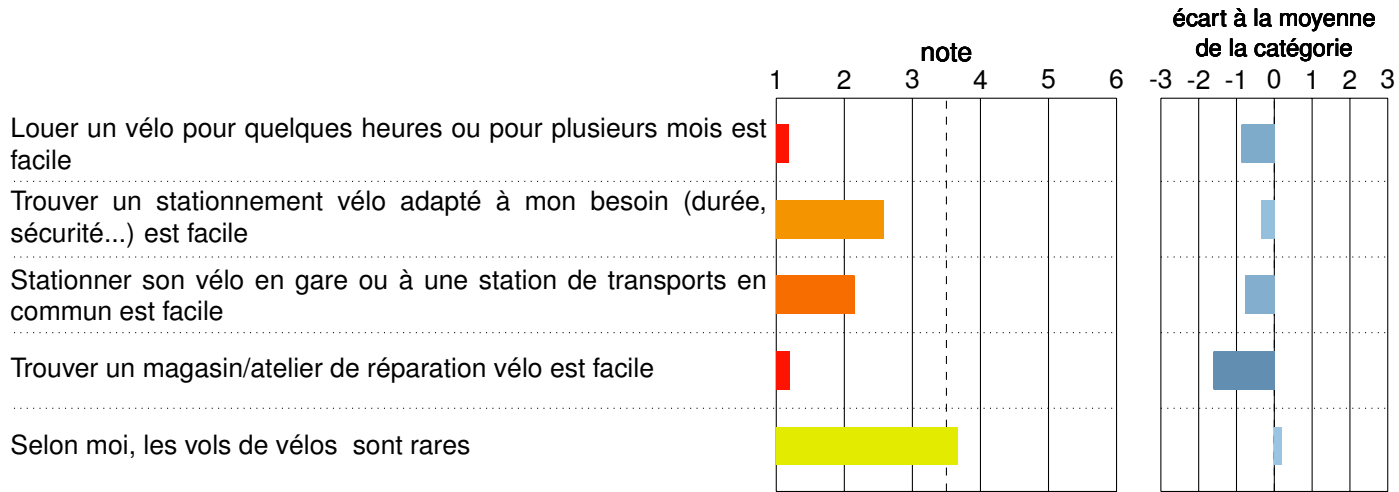 écart à la moyenne
note de la catégorie
1 2 3 4 5 6 -3 -2 -1 0 1 2 3
Louer un vélo pour quelques heures ou pour plusieurs mois est
facile
Trouver un stationnement vélo adapté à mon besoin (durée,
sécurité...) est facile
Stationner son vélo en gare ou à une station de transports en
commun est facile
Trouver un magasin/atelier de réparation vélo est facile
Selon moi, les vols de vélos sont rares